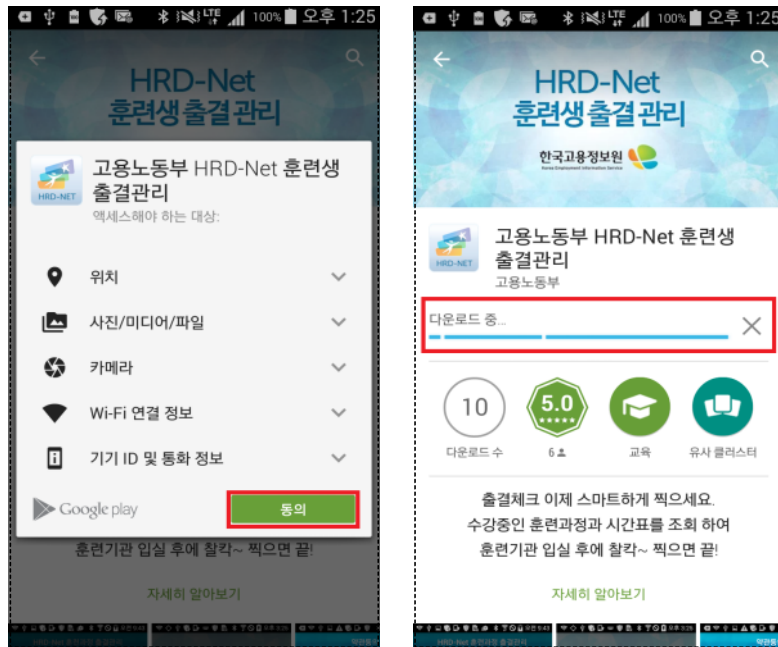 100% 오후 1:25
HRD-Net
훈련생 출결 관리
HRD-NET
고용노동부 HRD-Net 훈련생
출결관리
액세스해야 하는 대상:
위치
사진/미디어/파일
카메라
Wi-Fi 연결 정보
기기 ID 및 통화 정보
Google play
동의
훈련기관 입실 후에 찰칵~ 찍으면 끝!
자세히 알아보기
LTE 100% 오후 1:25
HRD-Net
훈련생 출결 관리
한국고용정보원
Korea Employment Information Service
HRD-NET
고용노동부 HRD-Net 훈련생
출결관리
고용노동부
다운로드 중...
10
5.0
다운로드 수
6
교육
유사 클러스터
출결체크 이제 스마트하게 찍으세요.
수강중인 훈련과정과 시간표를 조회 하여
훈련기관 입실 후에 찰칵~ 찍으면 끝!
자세히 알아보기